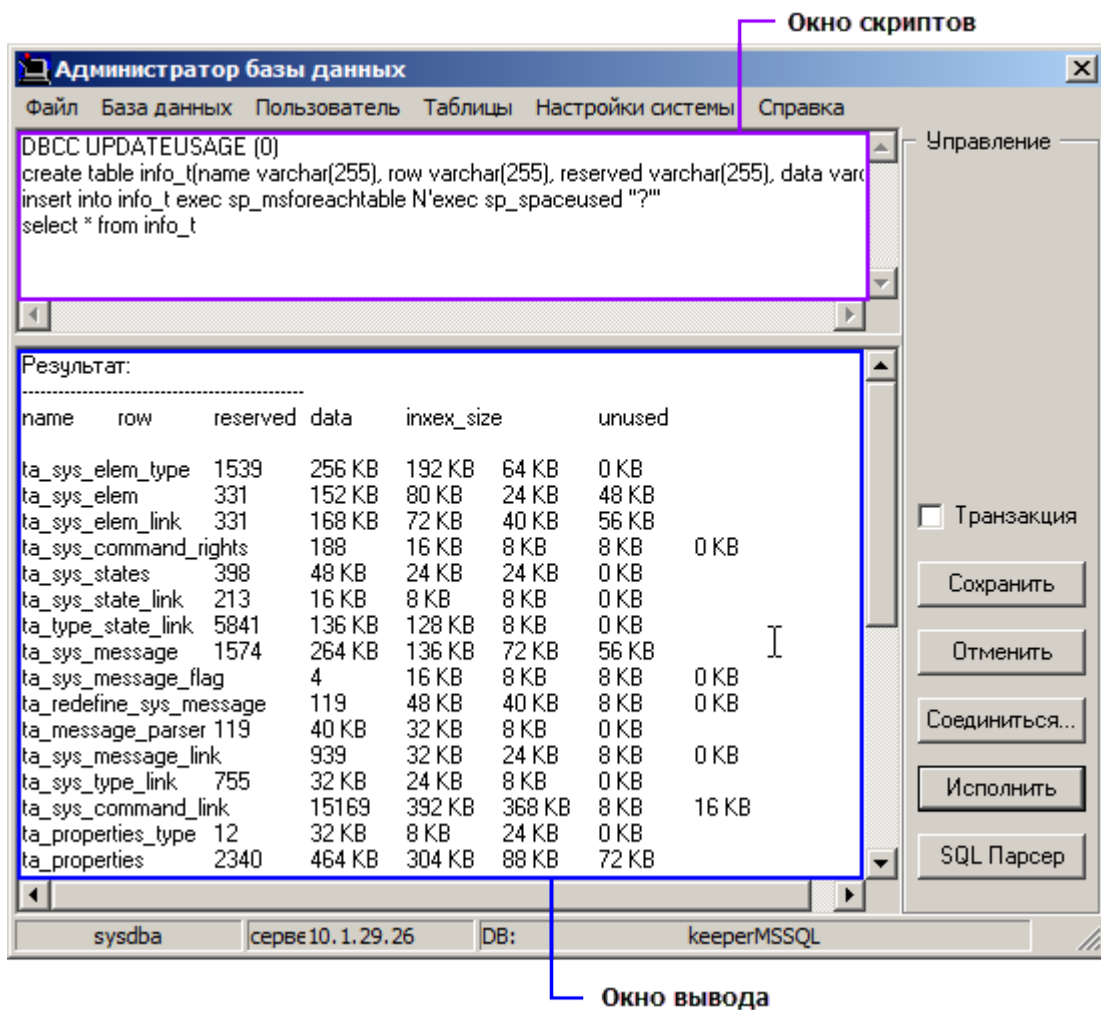 Окно скриптов
Администратор базы данных
Файл База данных Пользователь Таблицы Настройки системы Справка
DBCC UPDATEUSAGE (0)
create table info_t(name varchar(255), row varchar(255), reserved varchar(255), data varc
insert into info_t exec sp_msforeachtable N'exec sp_spaceused "?"'
select * from info_t
Управление
Результат:
-----------------------------------------------
name row reserved data inxex_size unused
ta_sys_elem_type 1539 256 KB 192 KB 64 KB 0 KB
ta_sys_elem 331 152 KB 80 KB 24 KB 48 KB
ta_sys_elem_link 331 168 KB 72 KB 40 KB 56 KB
ta_sys_command_rights 188 16 KB 8 KB 8 KB 0 KB
ta_sys_states 398 48 KB 24 KB 24 KB 0 KB
ta_sys_state_link 213 16 KB 8 KB 8 KB 0 KB
ta_type_state_link 5841 136 KB 128 KB 8 KB 0 KB
ta_sys_message 1574 264 KB 136 KB 72 KB 56 KB
ta_sys_message_flag 4 16 KB 8 KB 8 KB 0 KB
ta_redefine_sys_message 119 48 KB 40 KB 8 KB 0 KB
ta_message_parser 119 40 KB 32 KB 8 KB 0 KB
ta_sys_message_link 939 32 KB 24 KB 8 KB 0 KB
ta_sys_type_link 755 32 KB 24 KB 8 KB 0 KB
ta_sys_command_link 15169 392 KB 368 KB 8 KB 16 KB
ta_properties_type 12 32 KB 8 KB 24 KB 0 KB
ta_properties 2340 464 KB 304 KB 88 KB 72 KB
Транзакция
Сохранить
Отменить
Соединиться...
Исполнить
SQL Парсер
sysdba серве 10.1.29.26 DB: keeperMSSQL
Окно вывода